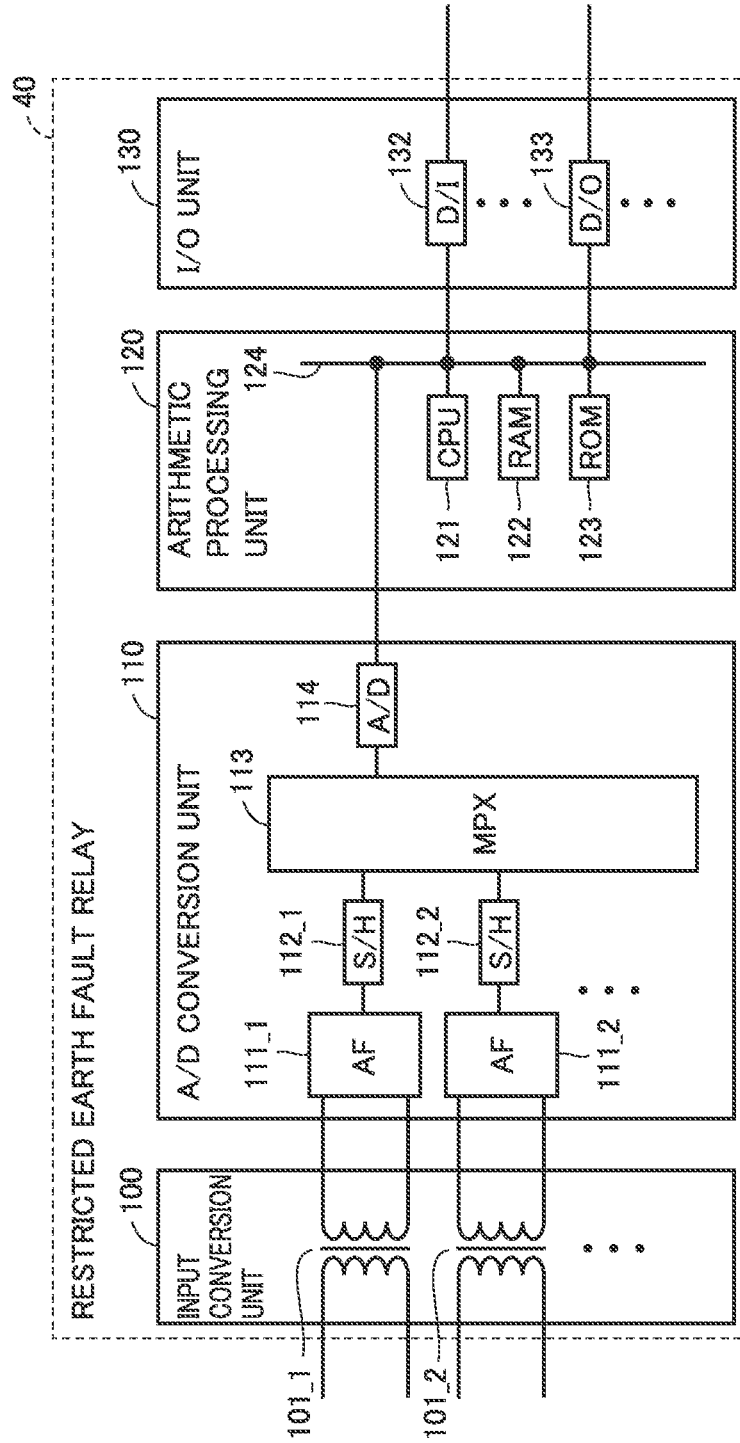 40
RESTRICTED EARTH FAULT RELAY
100
INPUT
CONVERSION
UNIT
101_1
101_2
110
A/D CONVERSION UNIT
111_1
AF
112_1
S/H
113
MPX
114
A/D
AF
111_2
112_2
S/H
120
ARITHMETIC
PROCESSING
UNIT
124
121
CPU
122
RAM
123
ROM
130
I/O UNIT
132
D/I
133
D/O